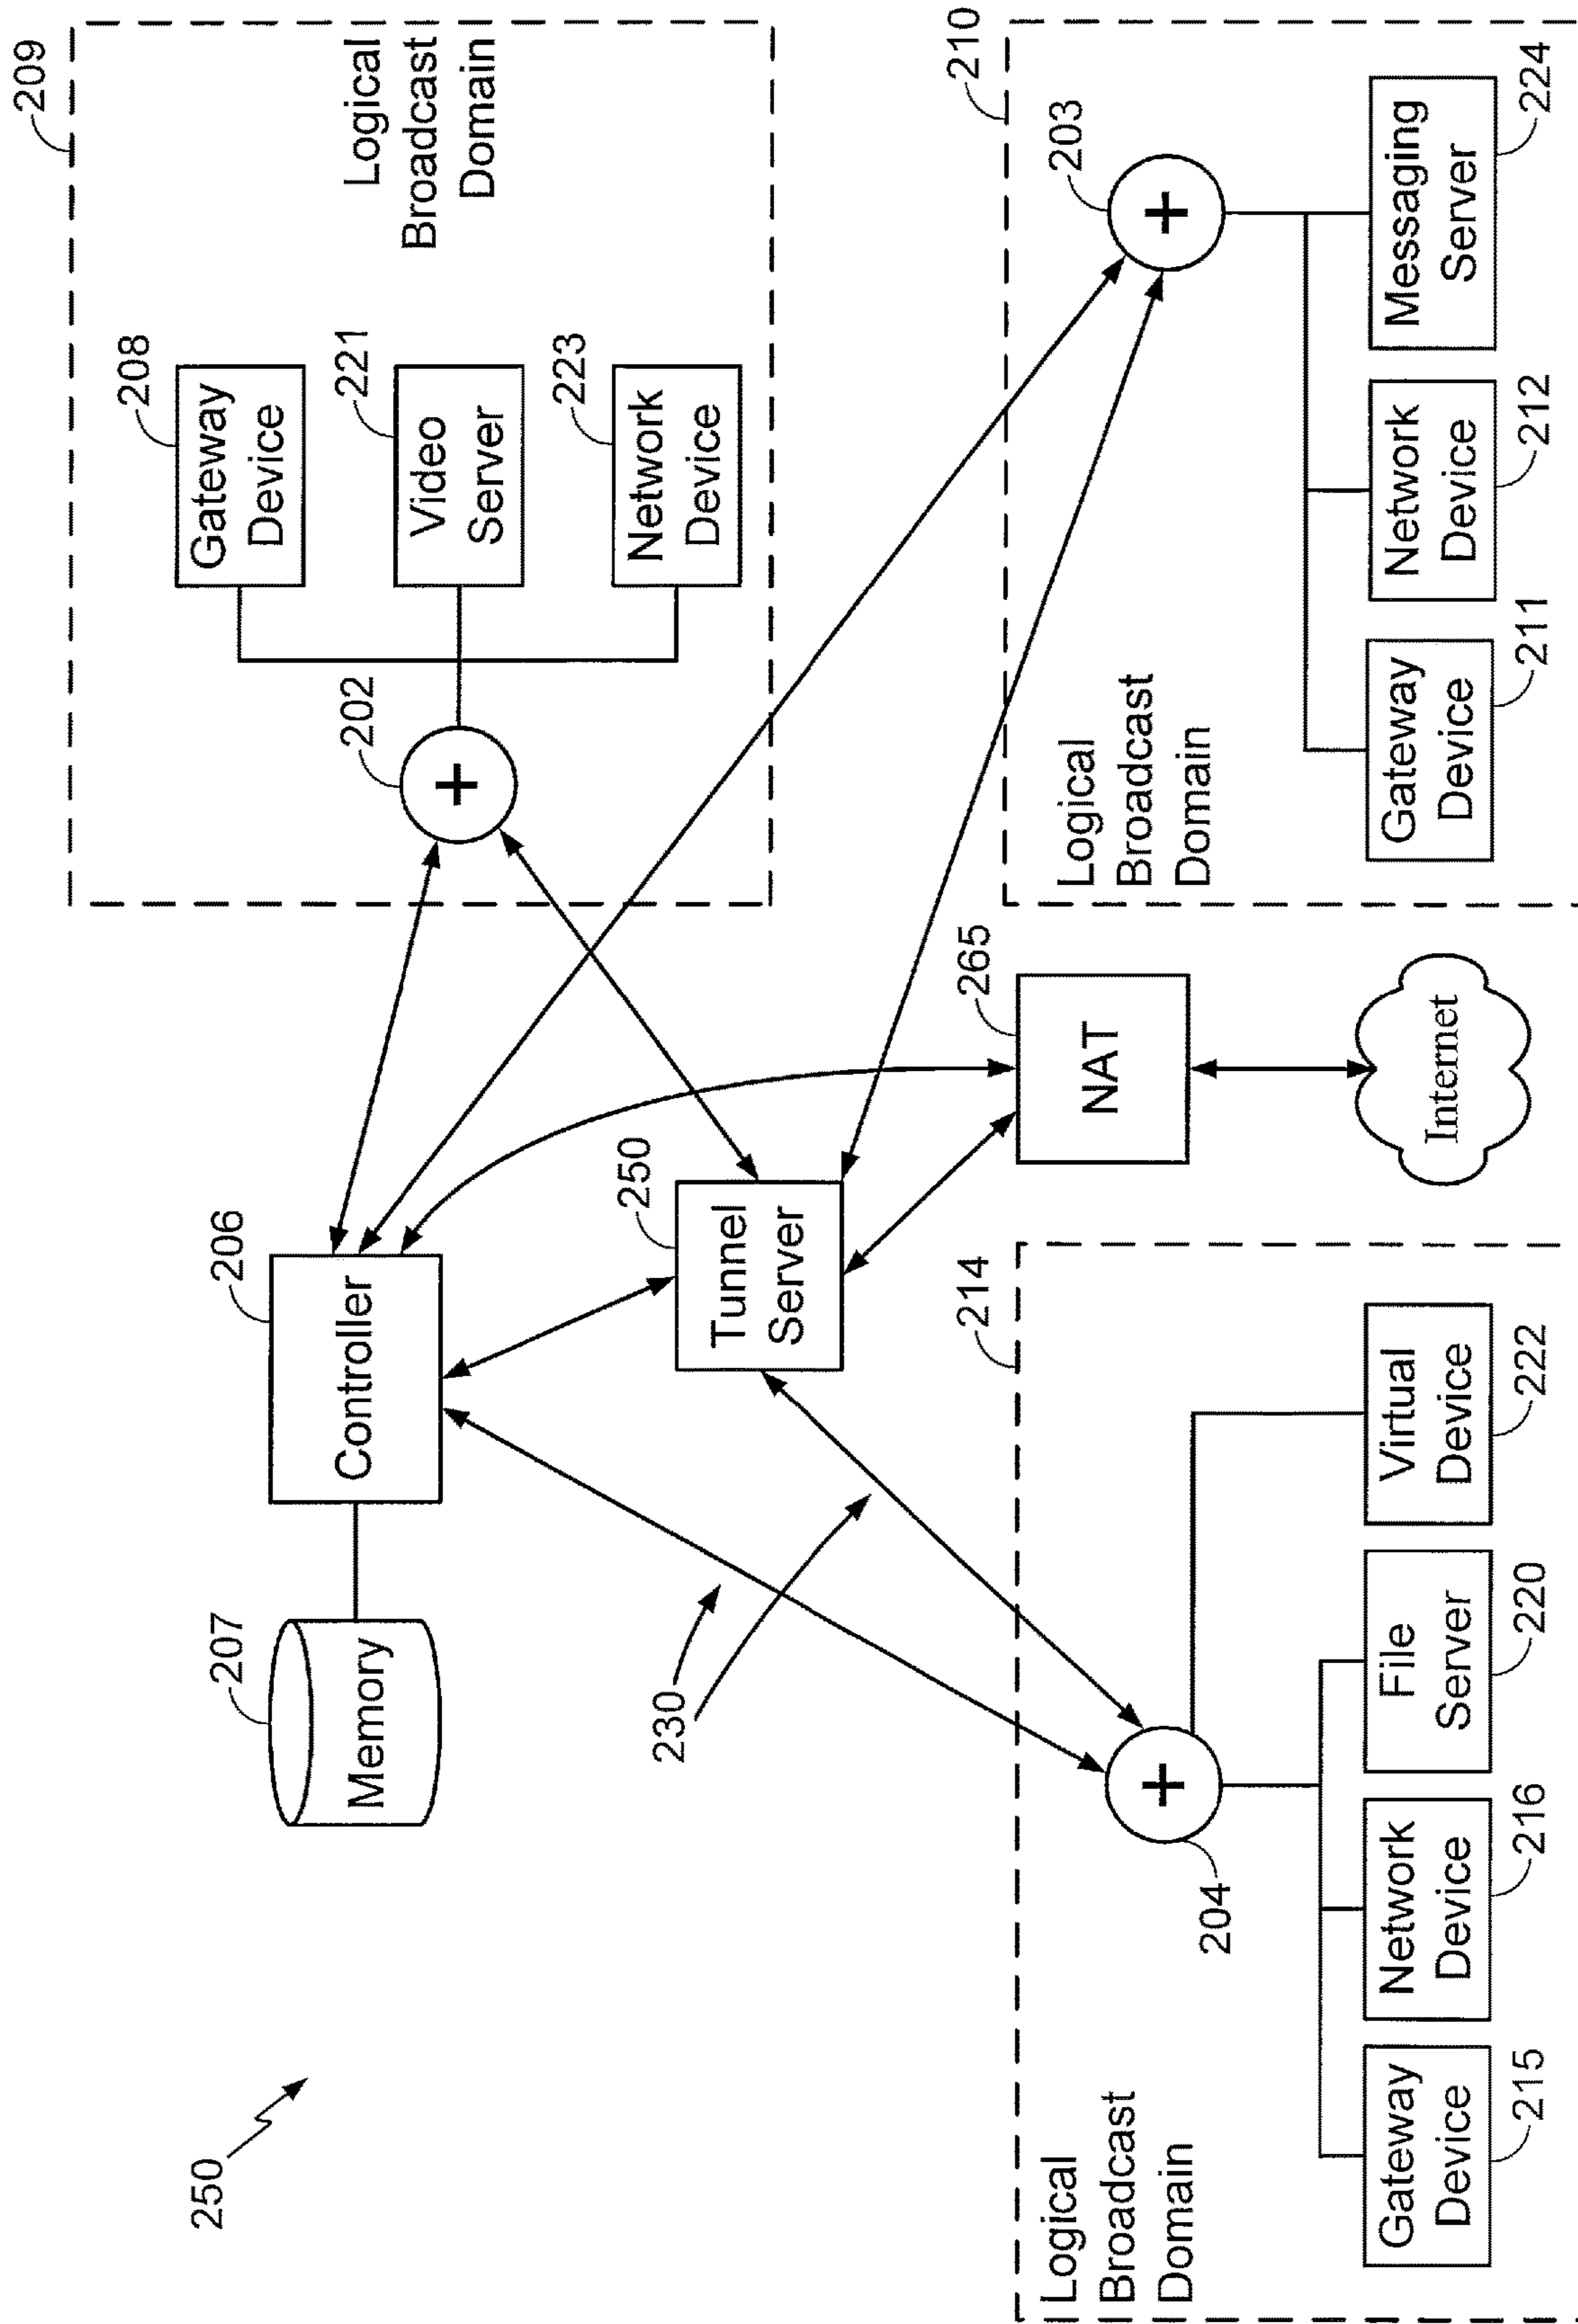 209
208
Gateway
Device
221
Video
Server
223
Network
Device
Logical
Broadcast
Domain
202
206
Controller
207
Memory
250
Tunnel
Server
230
250
265
NAT
Internet
210
203
Logical
Broadcast
Domain
Gateway
Device
211
Network
Device
212
Messaging
Server
224
214
204
Logical
Broadcast
Domain
Gateway
Device
215
Network
Device
216
File
Server
220
Virtual
Device
222